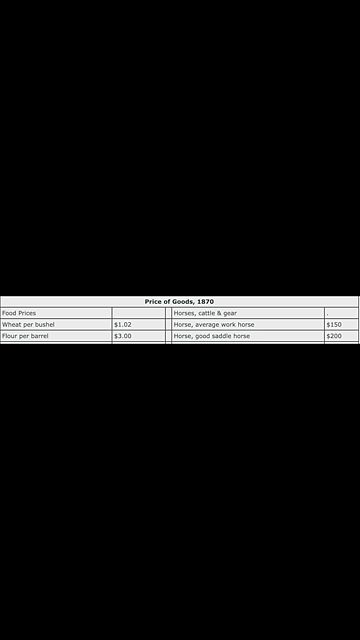 Price of Goods, 1870
Food Prices Horses, cattle & gear .
Wheat per bushel $1.02 Horse, average work horse $150
Flour per barrel $3.00 Horse, good saddle horse $200